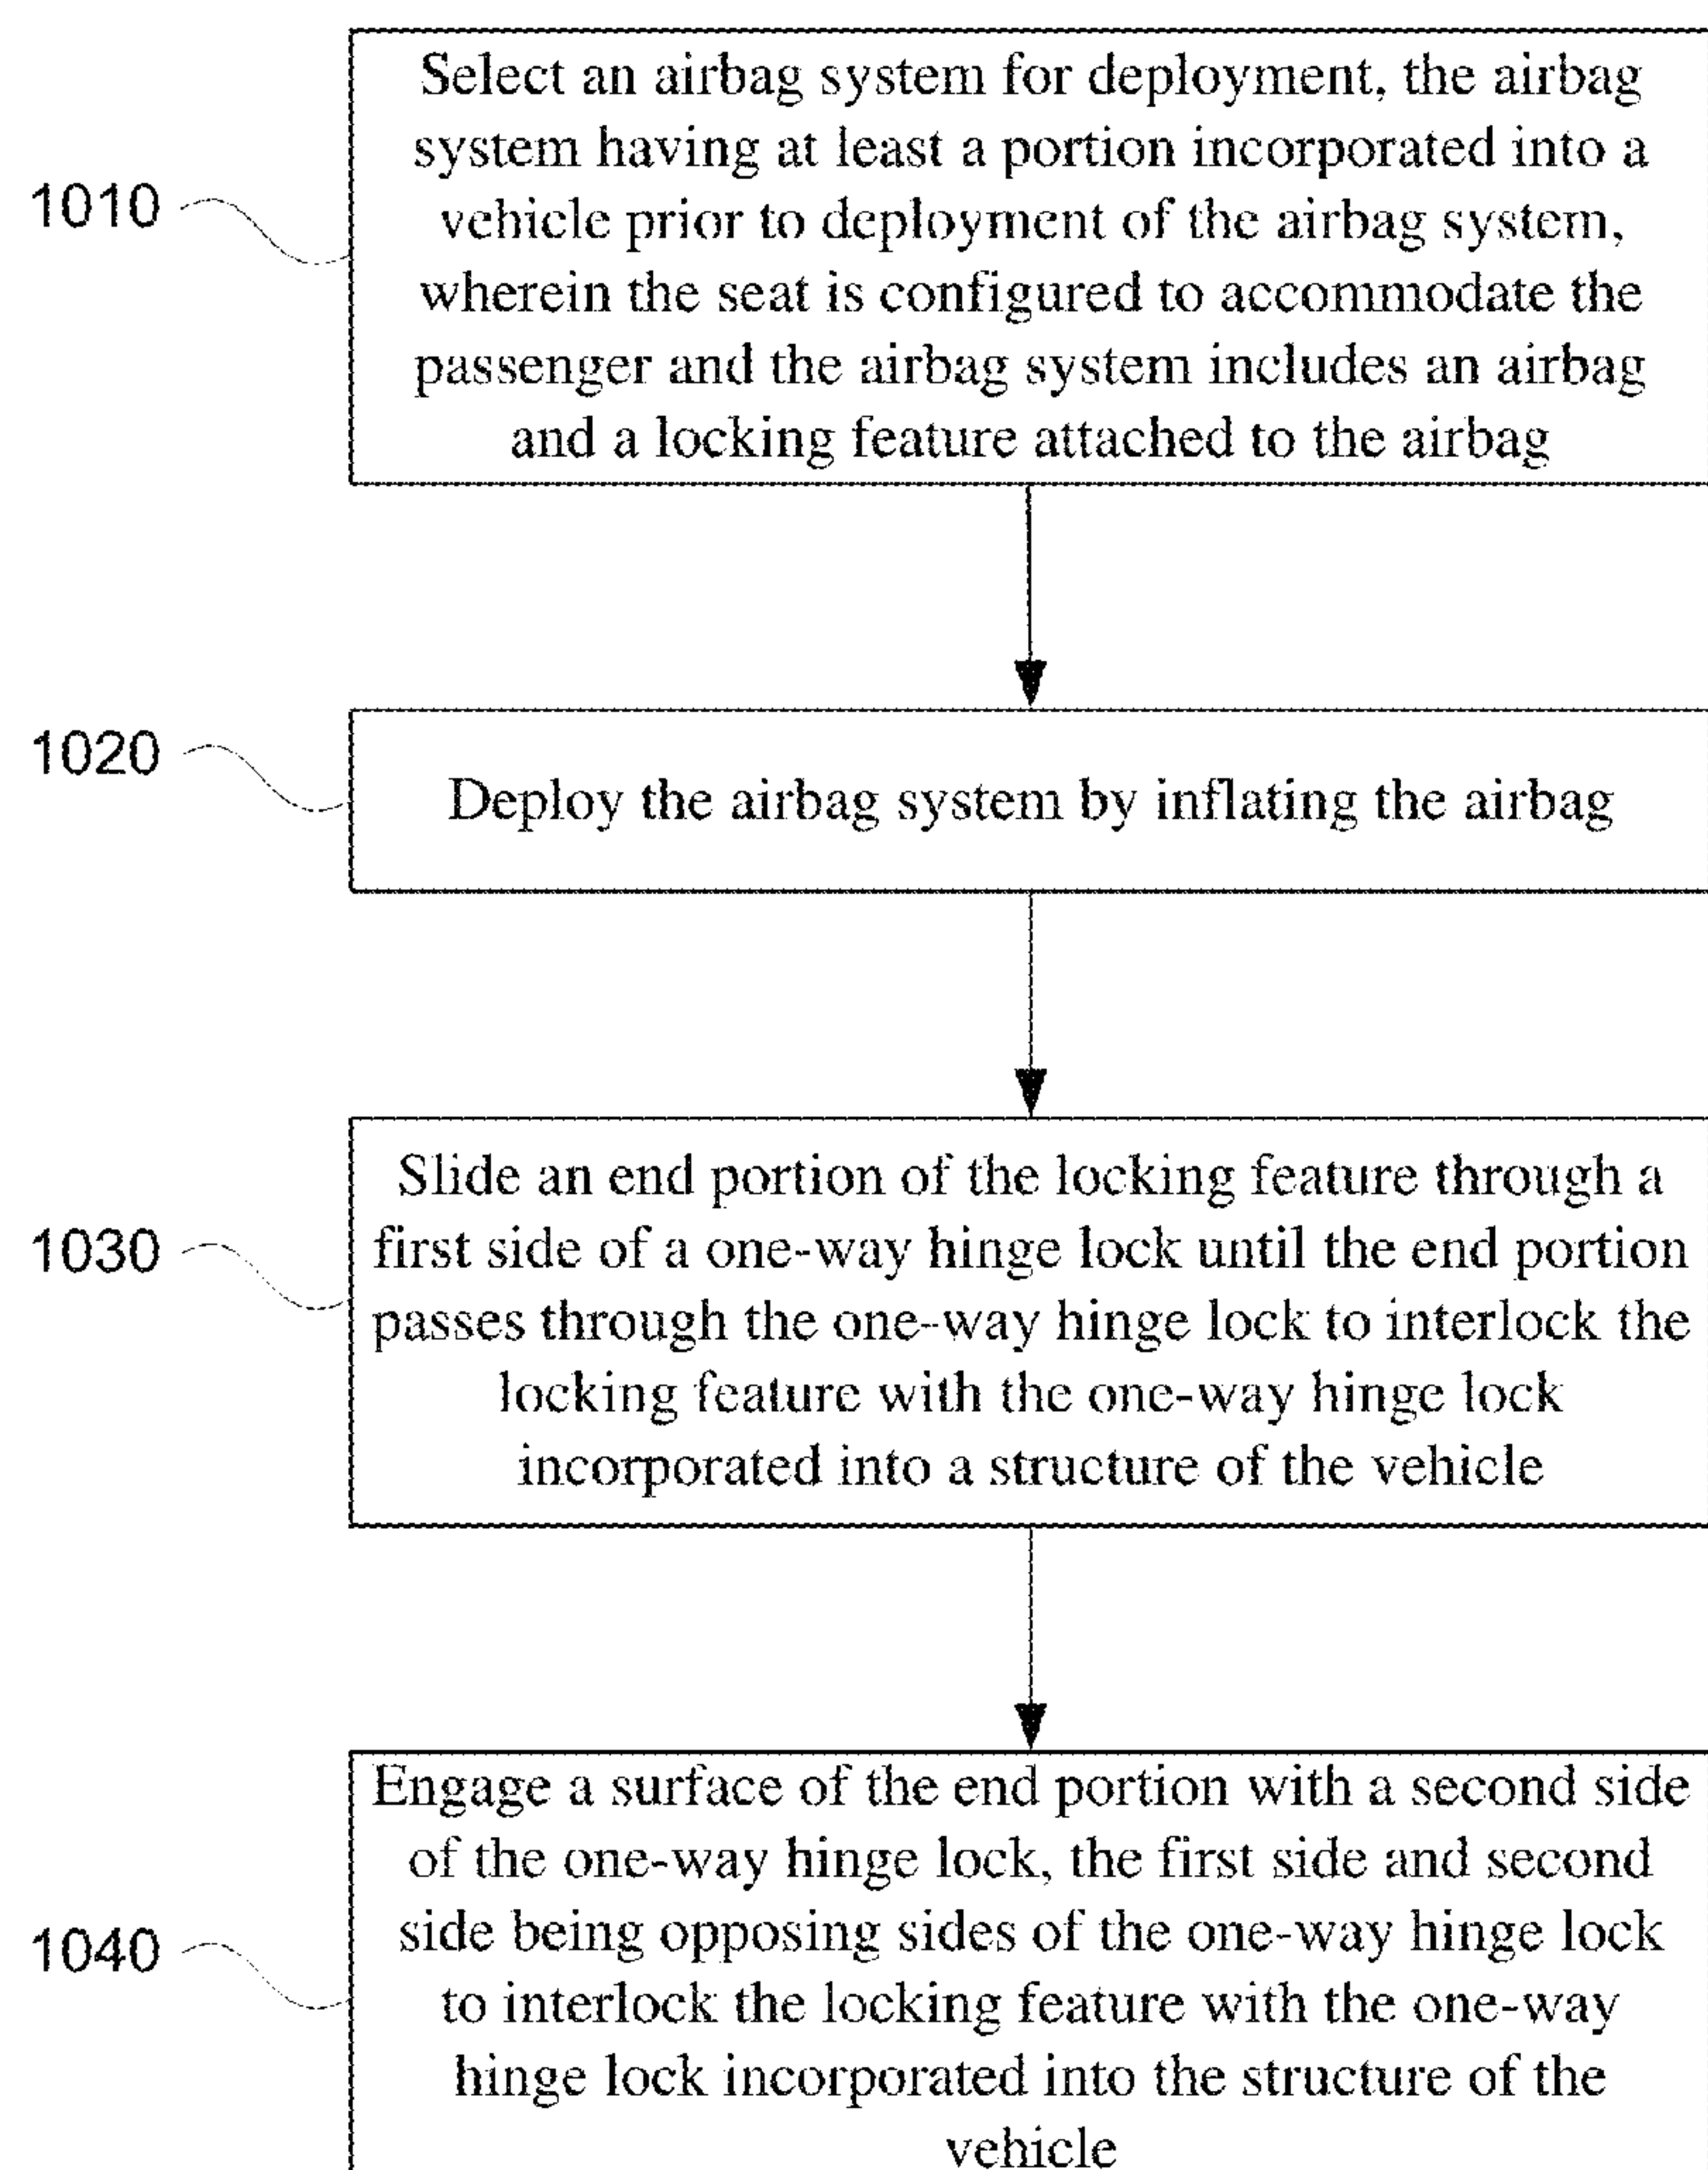 1010
Select an airbag system for deployment, the airbag
system having at least a portion incorporated into a
vehicle prior to deployment of the airbag system,
wherein the seat is configured to accommodate the
passenger and the airbag system includes an airbag
and a locking feature attached to the airbag
1020
Deploy the airbag system by inflating the airbag
1030
Slide an end portion of the locking feature through a
first side of a one-way hinge lock until the end portion
passes through the one-way hinge lock to interlock the
locking feature with the one-way hinge lock
incorporated into a structure of the vehicle
1040
Engage a surface of the end portion with a second side
of the one-way hinge lock, the first side and second
side being opposing sides of the one-way hinge lock
to interlock the locking feature with the one-way
hinge lock incorporated into the structure of the
vehicle